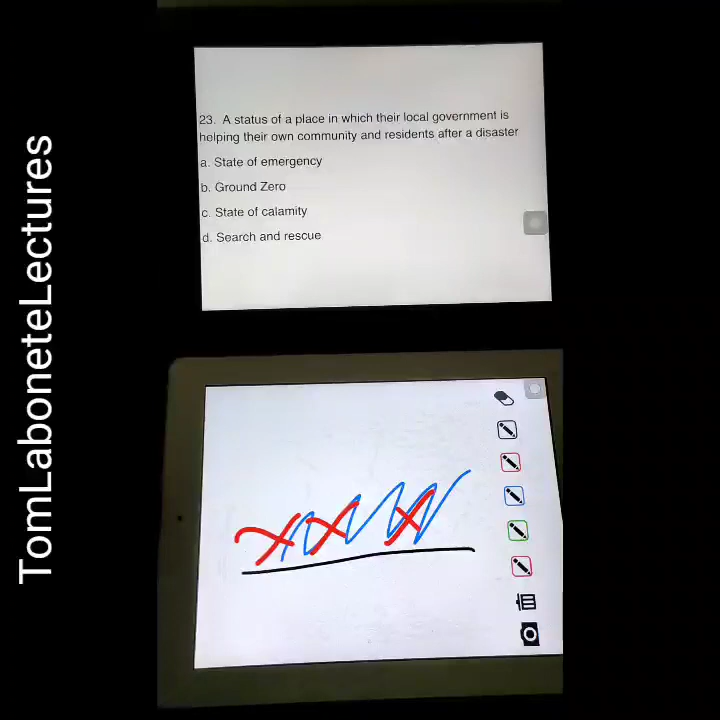 TomLaboneteLectures
23. A status of a place in which their local government is
helping their own community and residents after a disaster
a. State of emergency
b. Ground Zero
c. State of calamity
d. Search and rescue